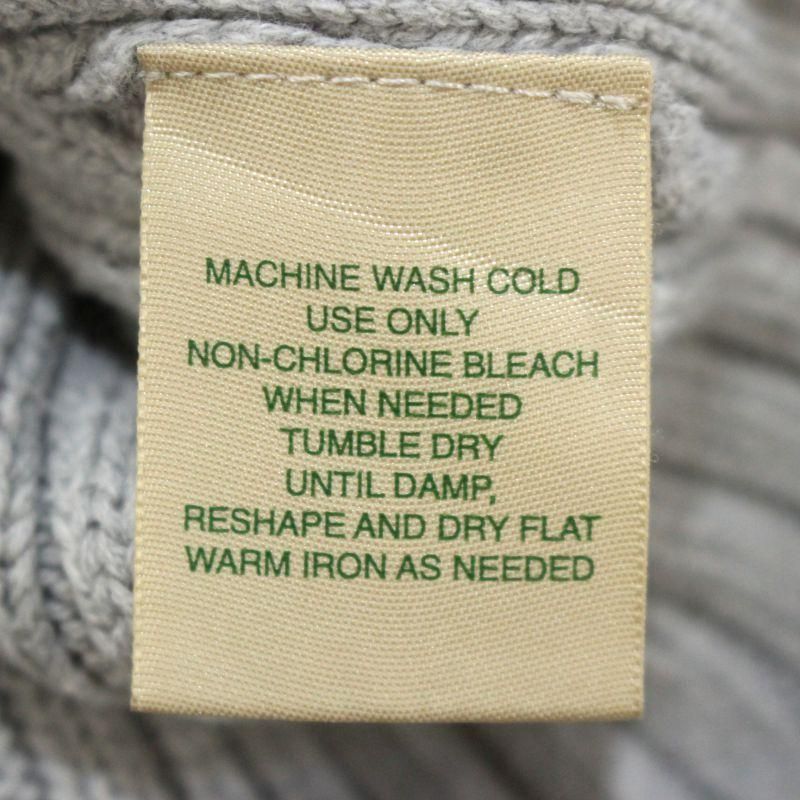 MACHINE WASH COLD
USE ONLY
NON-CHLORINE BLEACH
WHEN NEEDED
TUMBLE DRY
UNTIL DAMP,
RESHAPE AND DRY FLAT
WARM IRON AS NEEDED